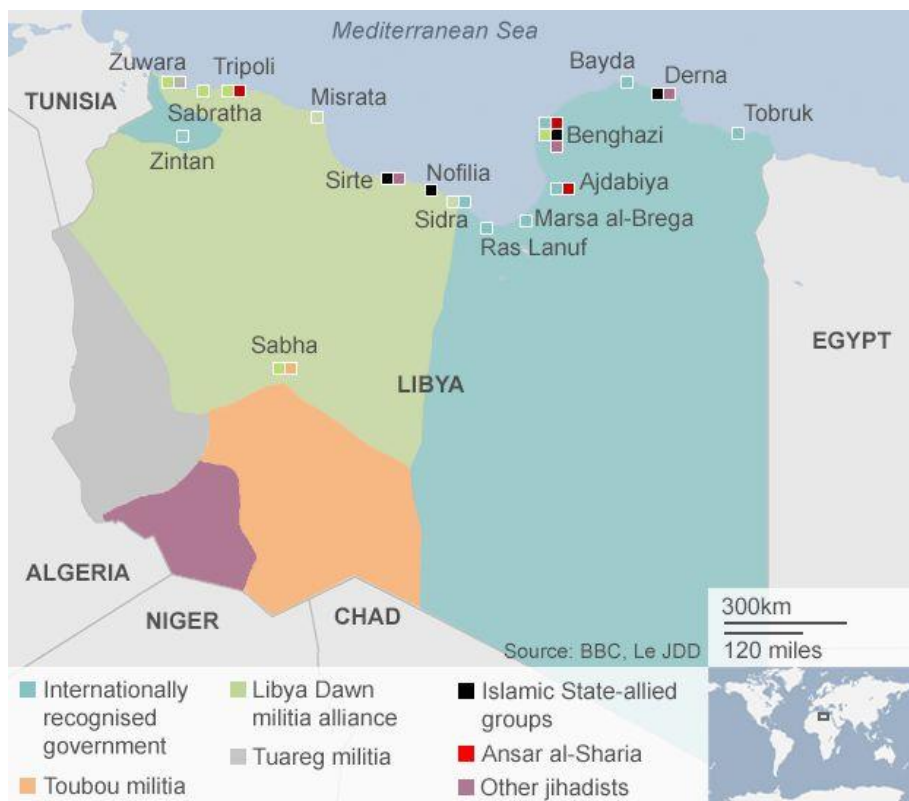 Mediterranean Sea
Zuwara
Tripoli
Bayda
Derna
TUNISIA
Sabratha
Misrata
Tobruk
Zintan
Benghazi
Sirte
Nofilia
Ajdabiya
Sidra
Marsa al-Brega
Ras Lanuf
Sabha
EGYPT
LIBYA
ALGERIA
NIGER
CHAD
300km
120 miles
Source: BBC, Le JDD
Internationally
recognised
government
Toubou militia
Libya Dawn
militia alliance
Tuareg militia
Islamic State-allied
groups
Ansar al-Sharia
Other jihadists